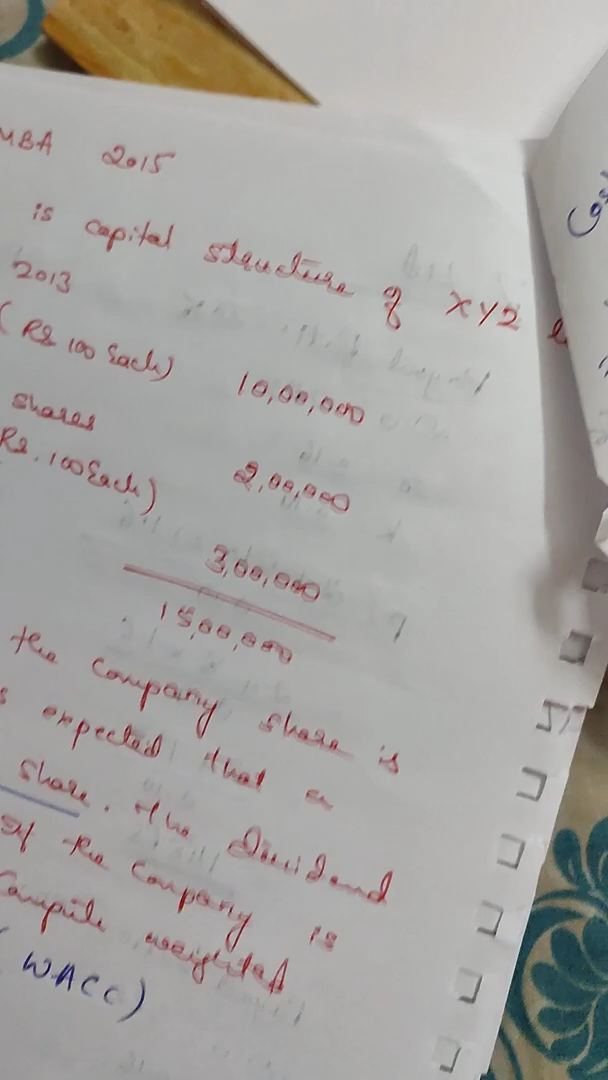 MBA 2015
is capital structure of XYZ
2013
(Rs 100 Each) 10,00,000
shares
Rs. 100 Each) 2,00,000
3,00,000
15,00,000
the company share is
expected that a
share. the Dividend
If the company is
Compute weighted
(WACC)